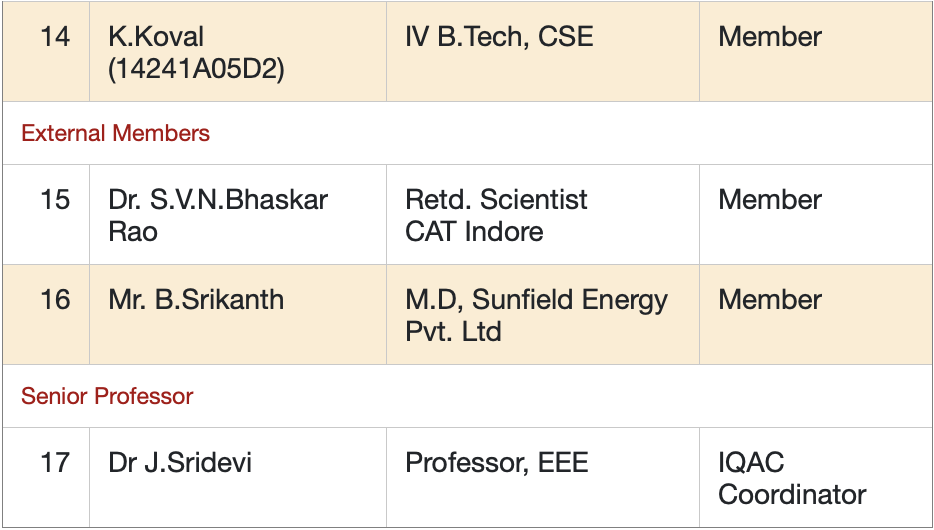 14 K.Koval IV B.Tech, CSE Member
(14241A05D2)
External Members
15 Dr. S.V.N.Bhaskar Retd. Scientist Member
Rao CAT Indore
16 Mr. B.Srikanth M.D, Sunfield Energy Member
Pvt. Ltd
Senior Professor
17 Dr J.Sridevi Professor, EEE IQAC
Coordinator